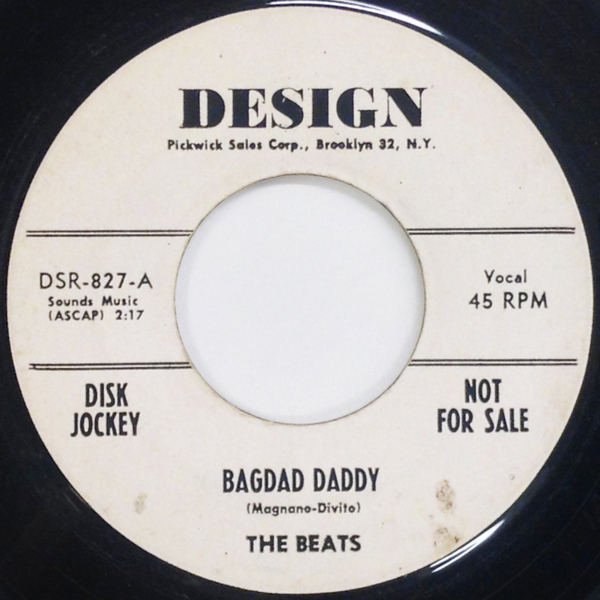 DESIGN
Pickwick Sales Corp., Brooklyn 32, N.Y.
DSR-827-A
Sounds Music
(ASCAP) 2:17
Vocal
45 RPM
DISK
JOCKEY
NOT
FOR SALE
BAGDAD DADDY
(Magnano-Divito)
THE BEATS